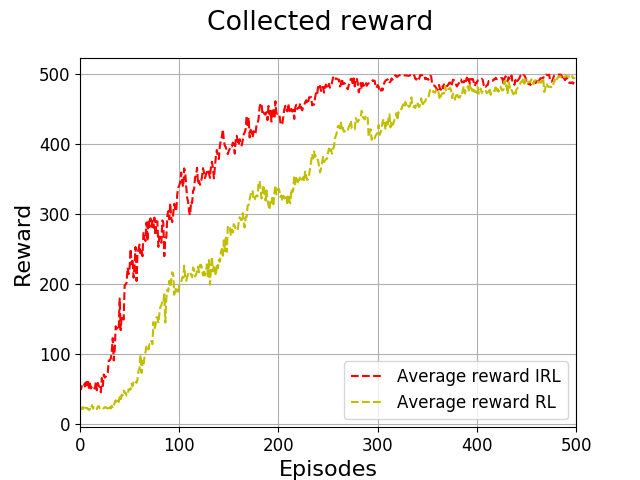 Collected reward
Reward
500
400
300
200
100
0
0 100 200 300 400 500
Episodes
Average reward IRL
Average reward RL